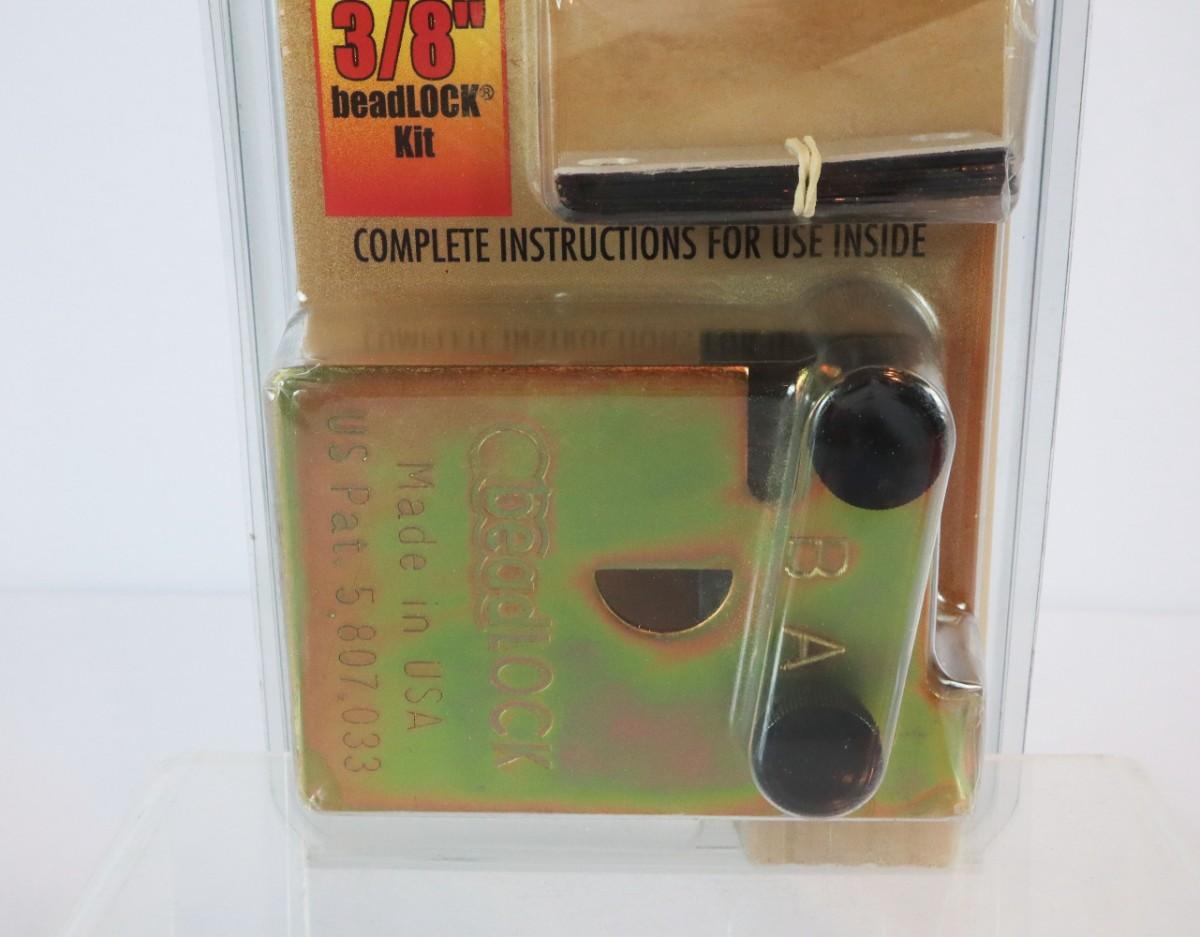 3/8"
beadLOCK®
Kit
COMPLETE INSTRUCTIONS FOR USE INSIDE
beadLOCK
Made in USA
US Pat. 5,807,033
B A